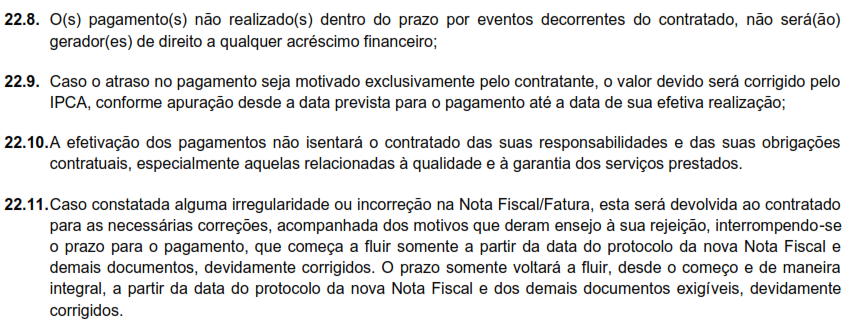 22.8. O(s) pagamento(s) não realizado(s) dentro do prazo por eventos decorrentes do contratado, não será(ão)
gerador(es) de direito a qualquer acréscimo financeiro;
22.9. Caso o atraso no pagamento seja motivado exclusivamente pelo contratante, o valor devido será corrigido pelo
IPCA, conforme apuração desde a data prevista para o pagamento até a data de sua efetiva realização;
22.10.A efetivação dos pagamentos não isentará o contratado das suas responsabilidades e das suas obrigações
contratuais, especialmente aquelas relacionadas à qualidade e à garantia dos serviços prestados.
22.11.Caso constatada alguma irregularidade ou incorreção na Nota Fiscal/Fatura, esta será devolvida ao contratado
para as necessárias correções, acompanhada dos motivos que deram ensejo à sua rejeição, interrompendo-se
o prazo para o pagamento, que começa a fluir somente a partir da data do protocolo da nova Nota Fiscal e
demais documentos, devidamente corrigidos. O prazo somente voltará a fluir, desde o começo e de maneira
integral, a partir da data do protocolo da nova Nota Fiscal e dos demais documentos exigíveis, devidamente
corrigidos.